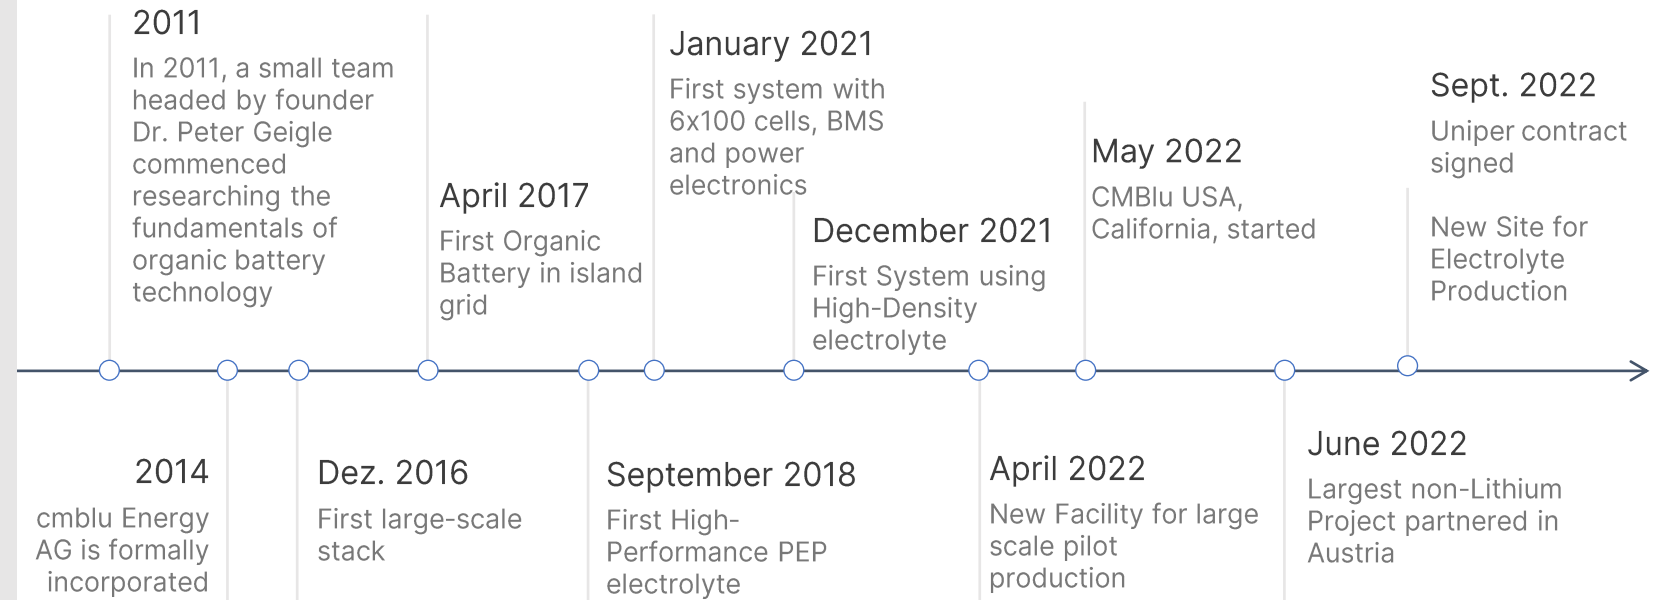 2011
In 2011, a small team
headed by founder
Dr. Peter Geigle
commenced
researching the
fundamentals of
organic battery
technology
2014
cmblu Energy
AG is formally
incorporated
Dez. 2016
First large-scale
stack
April 2017
First Organic
Battery in island
grid
September 2018
First High-
Performance PEP
electrolyte
January 2021
First system with
6x100 cells, BMS
and power
electronics
December 2021
First System using
High-Density
electrolyte
April 2022
New Facility for large
scale pilot
production
May 2022
CMBlu USA,
California, started
June 2022
Largest non-Lithium
Project partnered in
Austria
Sept. 2022
Uniper contract
signed
New Site for
Electrolyte
Production